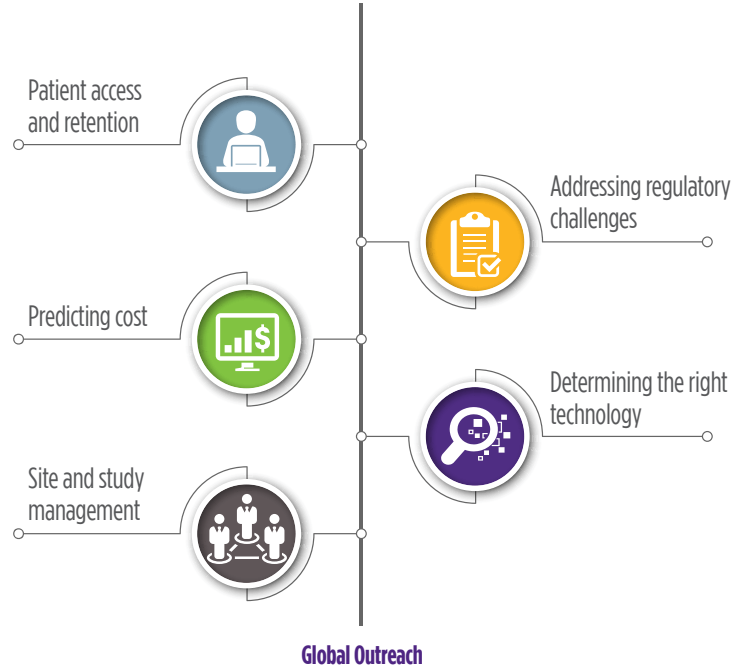 Patient access
and retention
Addressing regulatory
challenges
Predicting cost
Determining the right
technology
Site and study
management
Global Outreach